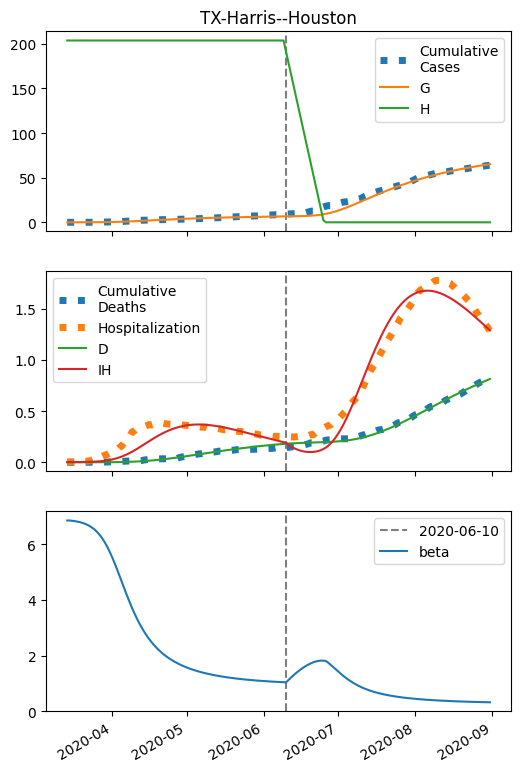 TX-Harris--Houston
200
150
100
50
0
Cumulative
Cases
G
H
1.5
1.0
0.5
0.0
Cumulative
Deaths
Hospitalization
D
IH
6
4
2
0
2020-06-10
beta
2020-04
2020-05
2020-06
2020-07
2020-08
2020-09